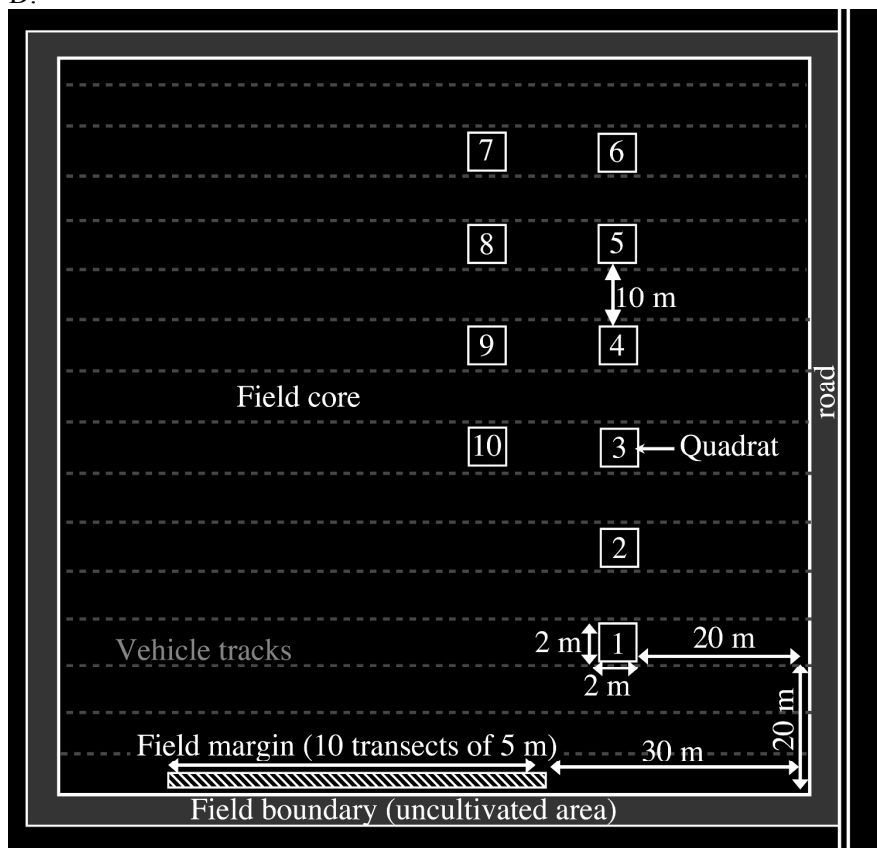 D.
7
6
8
5
10 m
9
4
road
Field core
10
3
Quadrat
2
Vehicle tracks
2 m
1
20 m
2 m
20 m
Field margin (10 transects of 5 m)
30 m
Field boundary (uncultivated area)